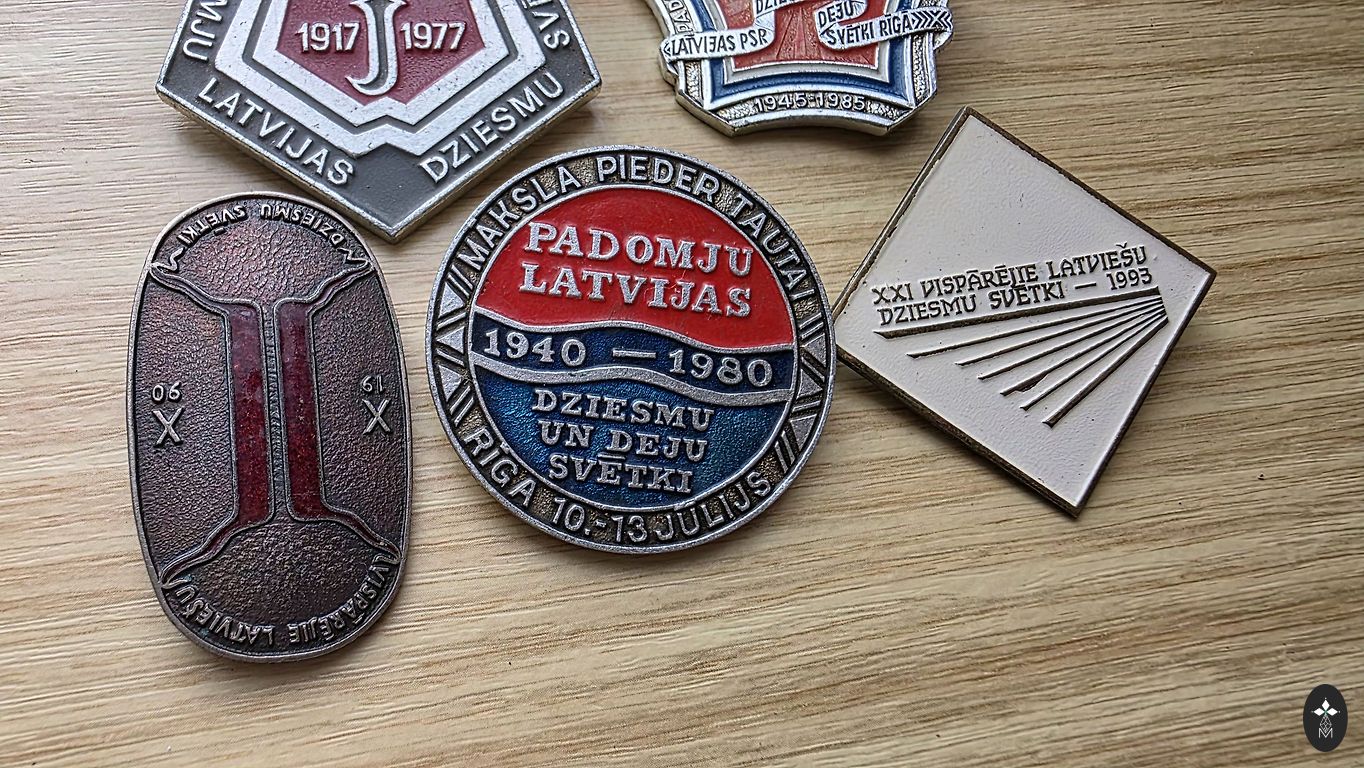 1917 1977
LATVIJAS
DZIESMU
DEJU
LATVIJAS PSR
SVĒTKI RĪGA
1945-1985
VISPĀRĒJIE LATVIEŠU
19 90
X X
DZIESMU SVĒTKI
MĀKSLA PIEDER TAUTAI
PADOMJU
LATVIJAS
1940 — 1980
DZIESMU
UN DEJU
SVĒTKI
RĪGA 10.-13 JŪLIJS
XXI VISPĀRĒJIE LATVIEŠU
DZIESMU SVĒTKI — 1993
M